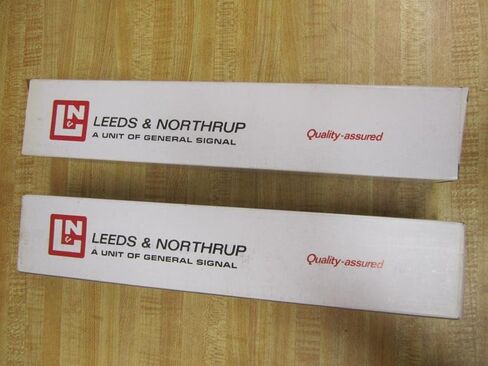 L&N LEEDS & NORTHRUP
A UNIT OF GENERAL SIGNAL
Quality-assured
L&N LEEDS & NORTHRUP
A UNIT OF GENERAL SIGNAL
Quality-assured